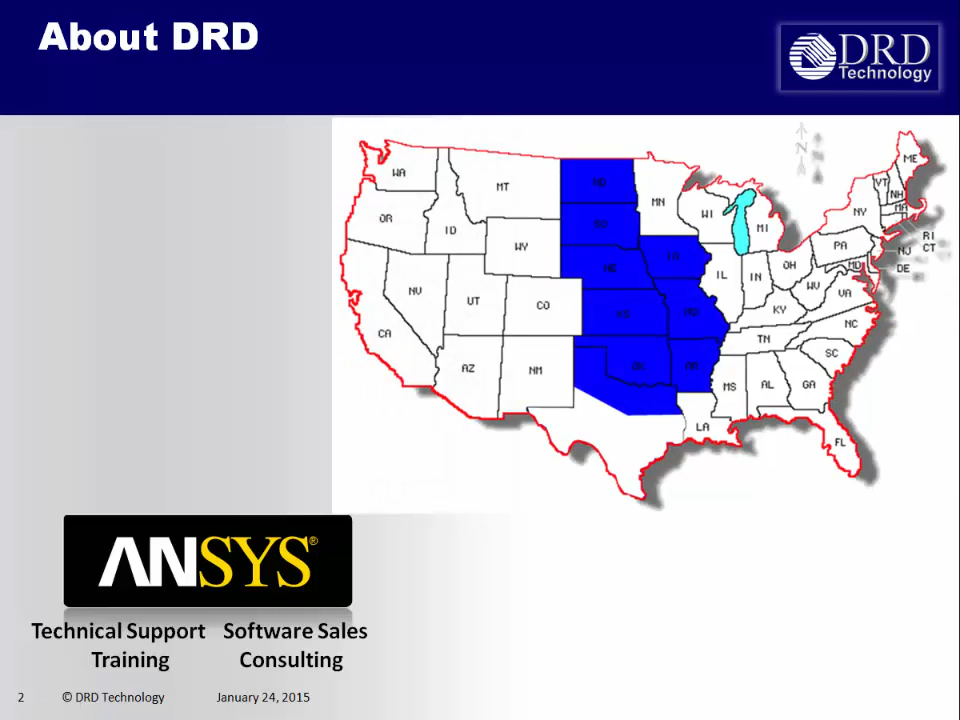 About DRD
DRD
Technology
N
N
WA
MT
ND
MN
ME
VT
NH
MA
NY
OR
ID
SD
WI
MI
RI
CT
WY
IA
PA
NJ
NE
IL
IN
OH
MD
DE
NV
UT
CO
KS
MO
WV
VA
KY
CA
NC
TN
AZ
NM
OK
AR
SC
MS
AL
GA
LA
FL
ANSYS®
Technical Support Software Sales
Training Consulting
2 © DRD Technology January 24, 2015